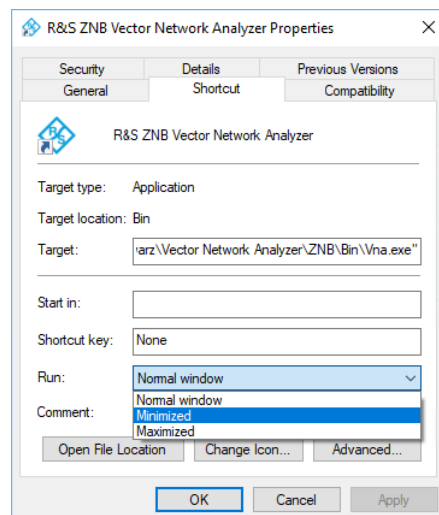 R&S ZNB Vector Network Analyzer Properties
Security Details Previous Versions
General Shortcut Compatibility
R&S ZNB Vector Network Analyzer
Target type: Application
Target location: Bin
Target: arz\Vector Network Analyzer\ZNB\Bin\Vna.exe"
Start in:
Shortcut key: None
Run: Normal window
Normal window
Comment: Minimized
Maximized
Open File Location Change Icon... Advanced...
OK Cancel Apply